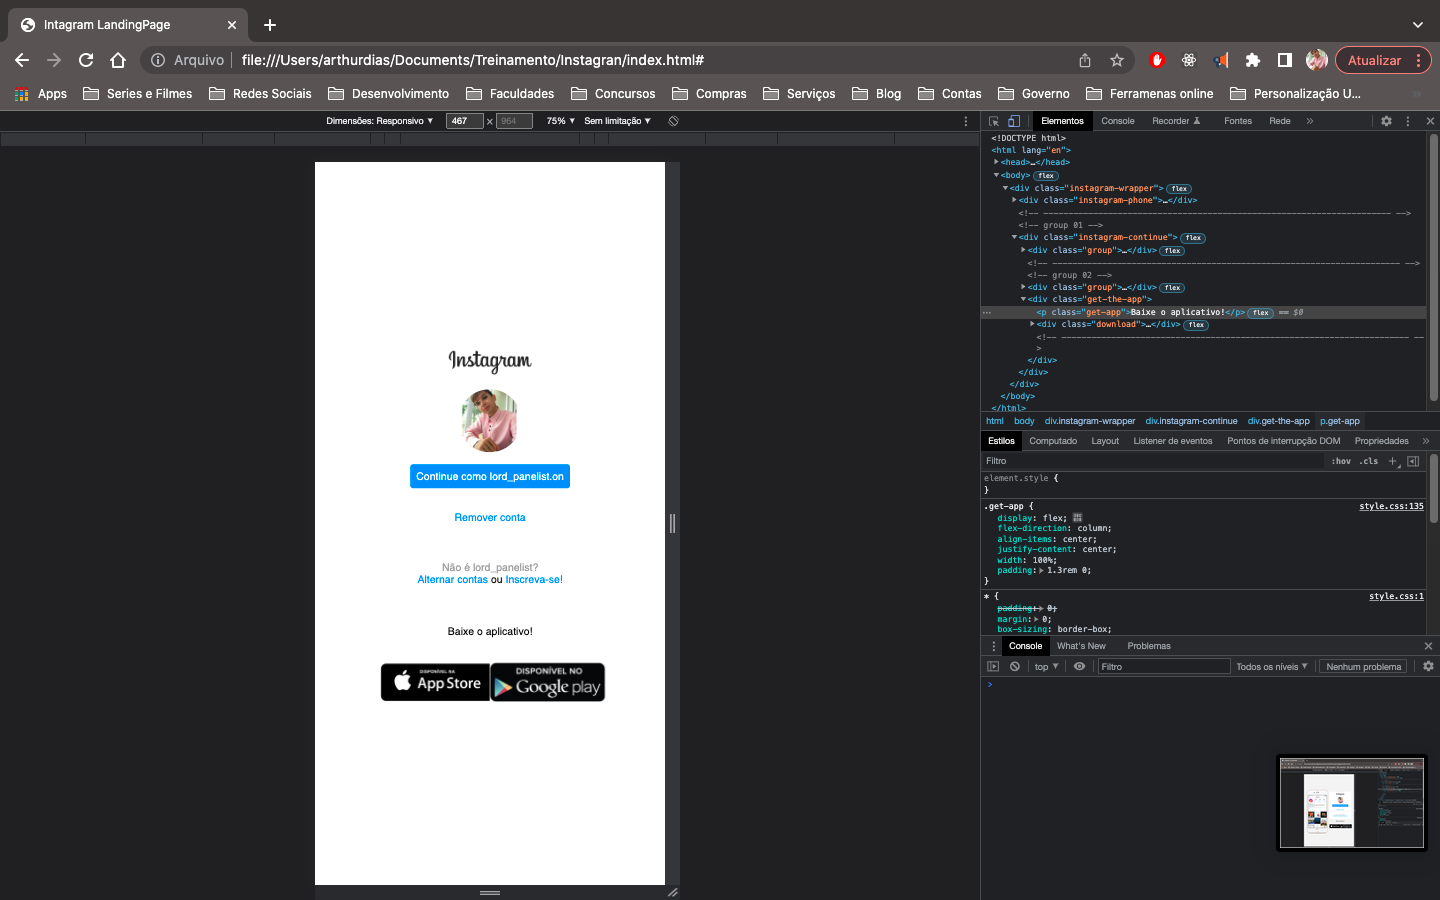 Intagram LandingPage
Arquivo file:///Users/arthurdias/Documents/Treinamento/Instagran/index.html#
Atualizar
Apps Series e Filmes Redes Sociais Desenvolvimento Faculdades Concursos Compras Serviços Blog Contas Governo Ferramenas online Personalização U... »
Dimensões: Responsivo ▼ 467 × 964 75% ▼ Sem limitação ▼
Elementos Console Recorder Fontes Rede »
<!DOCTYPE html>
<html lang="en">
▶<head>…</head>
▼<body> flex
▼<div class="instagram-wrapper"> flex
▶<div class="instagram-phone">…</div>
<!-- group 01 -->
▼<div class="instagram-continue"> flex
▶<div class="group">…</div> flex
<!-- group 02 -->
▶<div class="group">…</div> flex
▼<div class="get-the-app">
<p class="get-app">Baixe o aplicativo!</p> flex == $0
▶<div class="download">…</div> flex
</div>
</div>
</div>
</body>
</html>
html body div.instagram-wrapper div.instagram-continue div.get-the-app p.get-app
Estilos Computado Layout Listener de eventos Pontos de interrupção DOM Propriedades »
Filtro :hov .cls +
element.style {
}
.get-app { style.css:135
display: flex;
flex-direction: column;
align-items: center;
justify-content: center;
width: 100%;
padding:▶ 1.3rem 0;
}
* { style.css:1
padding:▶ 0;
margin:▶ 0;
box-sizing: border-box;
Console What's New Problemas
top ▼ Filtro Todos os níveis ▼ Nenhum problema
Instagram
Continue como lord_panelist.on
Remover conta
Não é lord_panelist?
Alternar contas ou Inscreva-se!
Baixe o aplicativo!
DISPONÍVEL NA
App Store
DISPONÍVEL NO
Google play